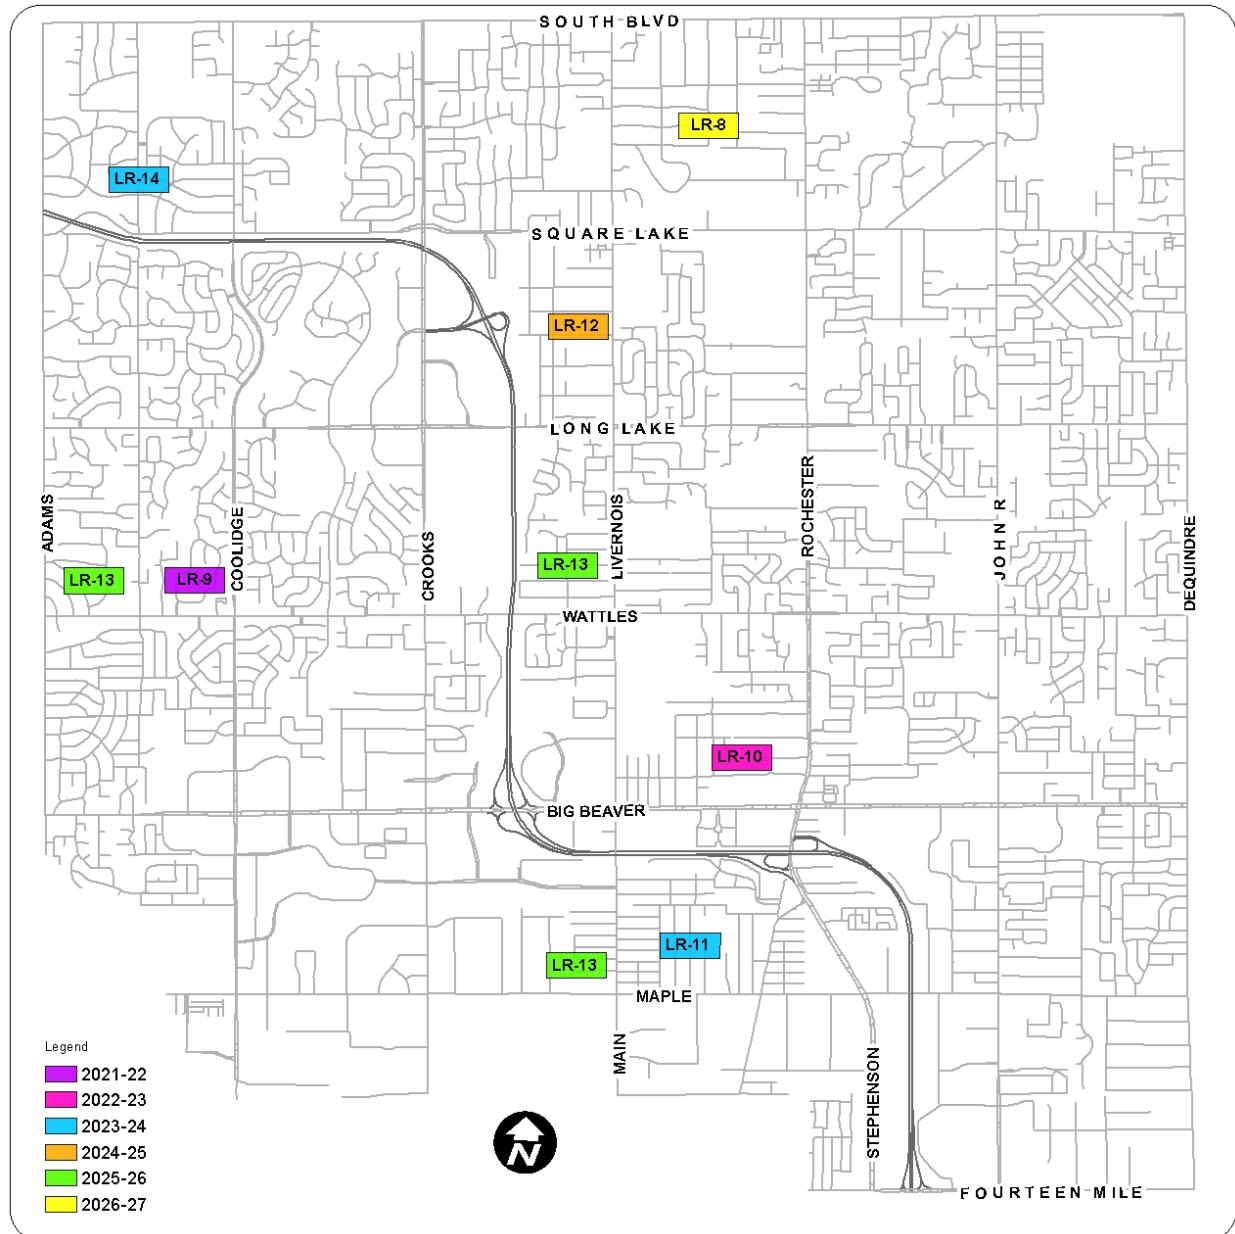 SOUTH BLVD
LR-8
LR-14
SQUARE LAKE
LR-12
LONG LAKE
ADAMS
COOLIDGE
CROOKS
LIVERNOIS
ROCHESTER
JOHN R
DEQUINDRE
LR-13
LR-9
LR-13
WATTLES
LR-10
BIG BEAVER
LR-11
LR-13
MAPLE
MAIN
STEPHENSON
Legend
2021-22
2022-23
2023-24
2024-25
2025-26
2026-27
N
FOURTEEN MILE